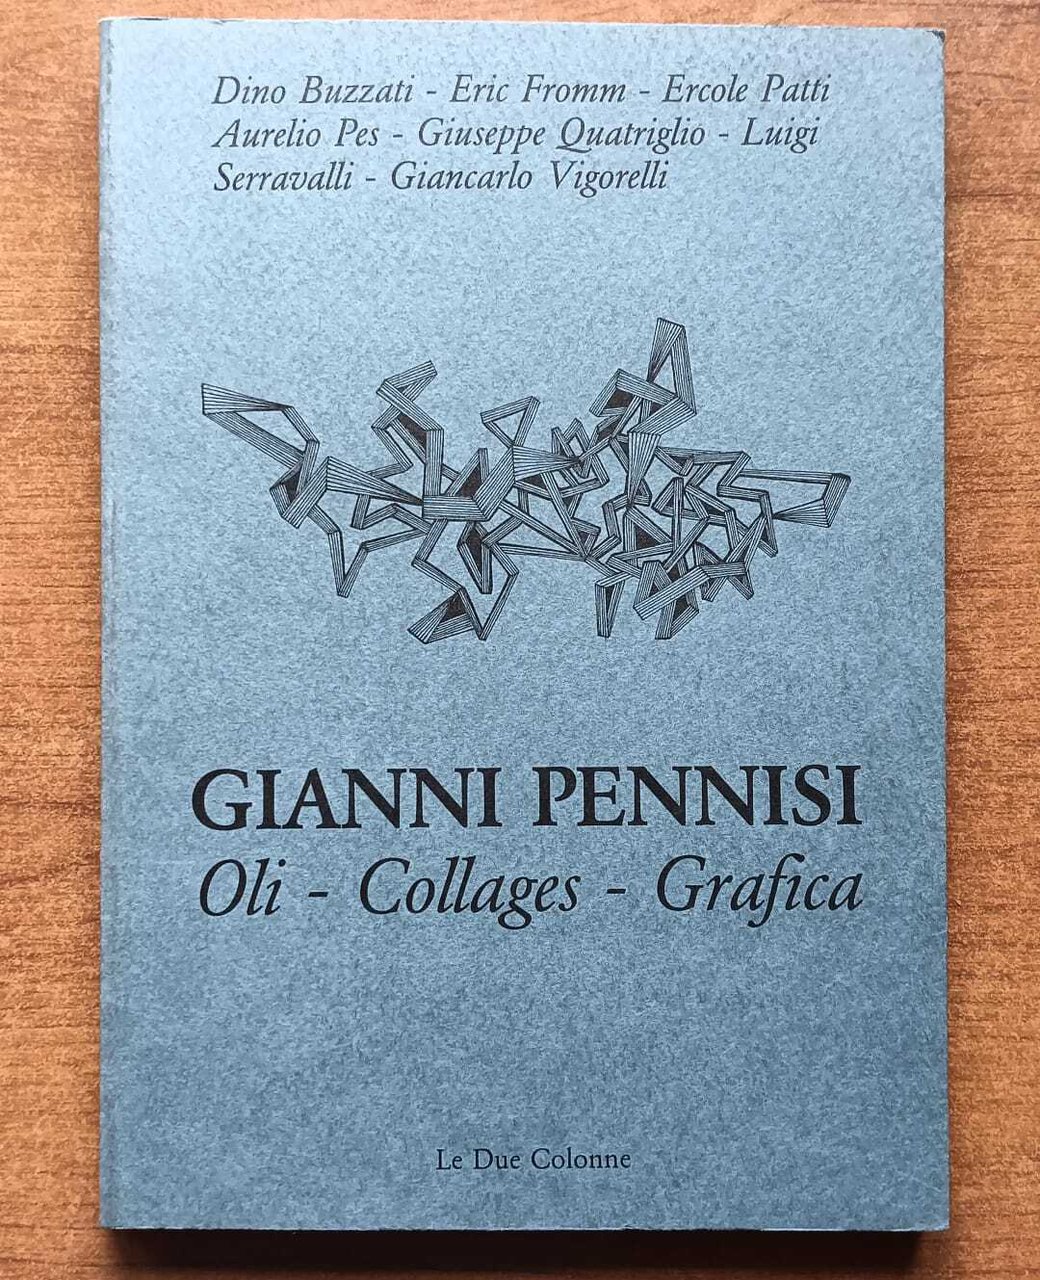 Dino Buzzati - Eric Fromm - Ercole Patti
Aurelio Pes - Giuseppe Quatriglio - Luigi
Serravalli - Giancarlo Vigorelli
GIANNI PENNISI
Oli - Collages - Grafica
Le Due Colonne